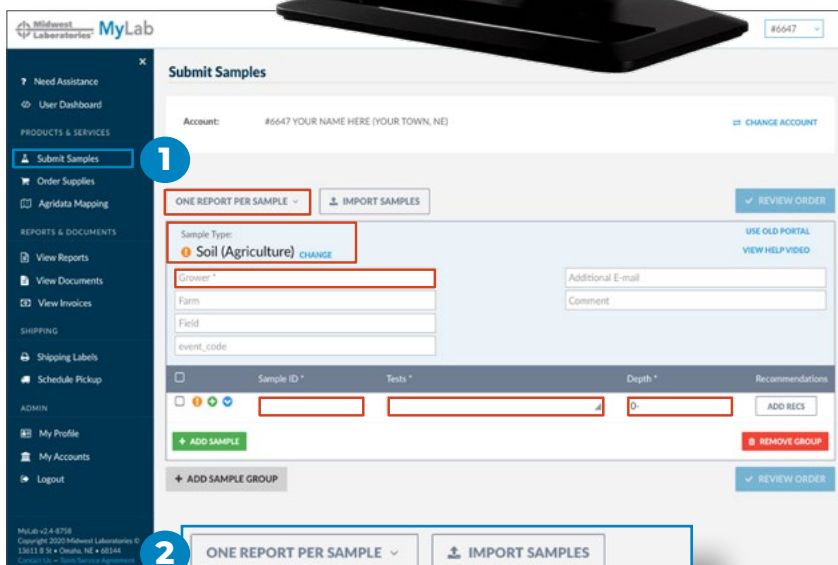 Midwest Laboratories MyLab
#6647
×
? Need Assistance
User Dashboard
PRODUCTS & SERVICES
Submit Samples
Order Supplies
Agridata Mapping
REPORTS & DOCUMENTS
View Reports
View Documents
View Invoices
SHIPPING
Shipping Labels
Schedule Pickup
ADMIN
My Profile
My Accounts
Logout
MyLab v2.4-8758
Copyright 2020 Midwest Laboratories ©
13611 B St • Omaha, NE • 68144
Contact Us — Term/Service Agreement
1
Submit Samples
Account: #6647 YOUR NAME HERE (YOUR TOWN, NE)
CHANGE ACCOUNT
ONE REPORT PER SAMPLE IMPORT SAMPLES
REVIEW ORDER
Sample Type:
Soil (Agriculture) CHANGE
USE OLD PORTAL
VIEW HELP VIDEO
Grower *
Additional E-mail
Farm
Comment
Field
event_code
Sample ID * Tests * Depth * Recommendations
0-
ADD RECS
+ ADD SAMPLE
REMOVE GROUP
+ ADD SAMPLE GROUP
REVIEW ORDER
2
ONE REPORT PER SAMPLE IMPORT SAMPLES